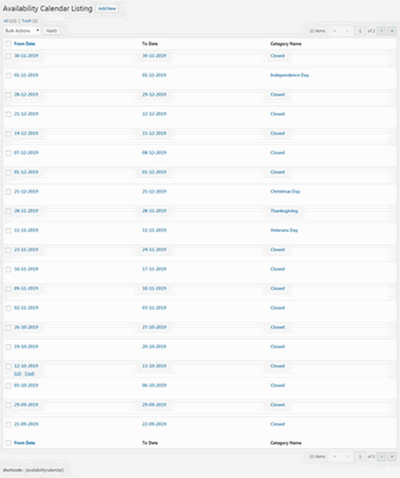 Availability Calendar Listing Add New
All (22) | Trash (2)
Bulk Actions Apply 22 items « ‹ 1 of 2 › »
From Date To Date Category Name
30-11-2019 30-11-2019 Closed
01-11-2019 01-11-2019 Independence Day
28-12-2019 29-12-2019 Closed
21-12-2019 22-12-2019 Closed
14-12-2019 15-12-2019 Closed
07-12-2019 08-12-2019 Closed
01-12-2019 01-12-2019 Closed
25-12-2019 25-12-2019 Christmas Day
28-11-2019 28-11-2019 Thanksgiving
11-11-2019 11-11-2019 Veterans Day
23-11-2019 24-11-2019 Closed
16-11-2019 17-11-2019 Closed
09-11-2019 10-11-2019 Closed
02-11-2019 03-11-2019 Closed
26-10-2019 27-10-2019 Closed
19-10-2019 20-10-2019 Closed
12-10-2019 13-10-2019 Closed
Edit Trash
05-10-2019 06-10-2019 Closed
29-09-2019 29-09-2019 Closed
21-09-2019 22-09-2019 Closed
From Date To Date Category Name
22 items « ‹ 1 of 2 › »
shortcode : [availabilitycalendar]